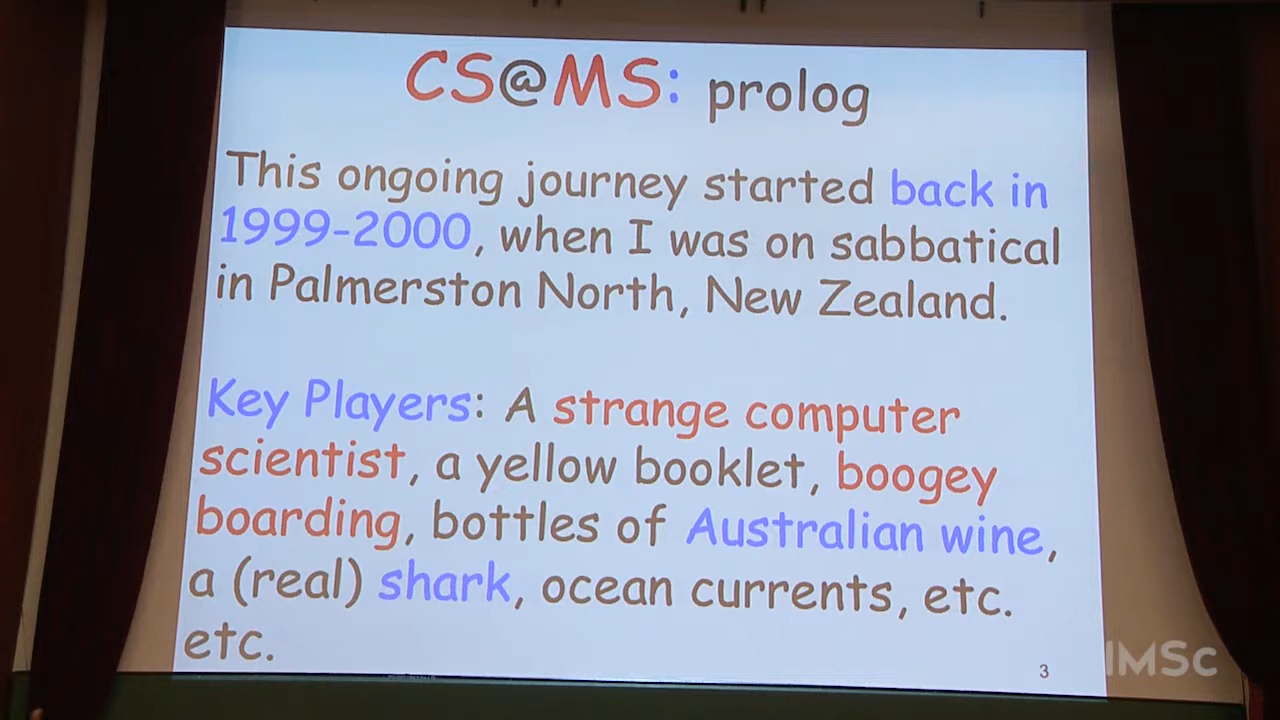 CS@MS: prolog
This ongoing journey started back in
1999-2000, when I was on sabbatical
in Palmerston North, New Zealand.
Key Players: A strange computer
scientist, a yellow booklet, boogey
boarding, bottles of Australian wine,
a (real) shark, ocean currents, etc.
etc.
3
IMSc